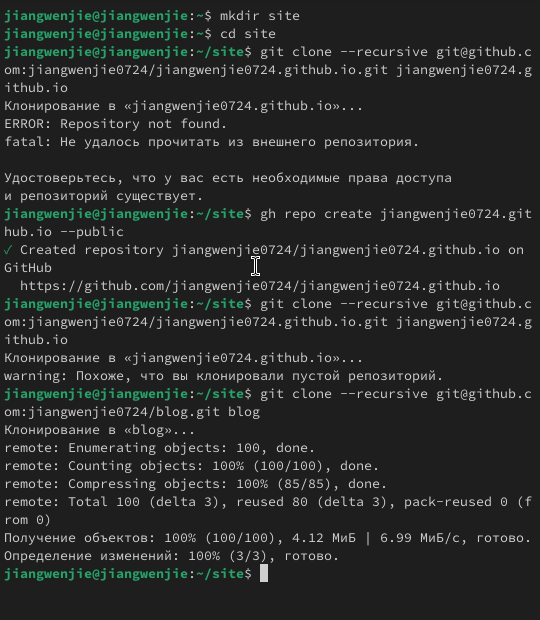 jiangwenjie@jiangwenjie:~$ mkdir site
jiangwenjie@jiangwenjie:~$ cd site
jiangwenjie@jiangwenjie:~/site$ git clone --recursive git@github.c
om:jiangwenjie0724/jiangwenjie0724.github.io.git jiangwenjie0724.g
ithub.io
Клонирование в «jiangwenjie0724.github.io»...
ERROR: Repository not found.
fatal: Не удалось прочитать из внешнего репозитория.

Удостоверьтесь, что у вас есть необходимые права доступа
и репозиторий существует.
jiangwenjie@jiangwenjie:~/site$ gh repo create jiangwenjie0724.git
hub.io --public
✓ Created repository jiangwenjie0724/jiangwenjie0724.github.io on
GitHub
  https://github.com/jiangwenjie0724/jiangwenjie0724.github.io
jiangwenjie@jiangwenjie:~/site$ git clone --recursive git@github.c
om:jiangwenjie0724/jiangwenjie0724.github.io.git jiangwenjie0724.g
ithub.io
Клонирование в «jiangwenjie0724.github.io»...
warning: Похоже, что вы клонировали пустой репозиторий.
jiangwenjie@jiangwenjie:~/site$ git clone --recursive git@github.c
om:jiangwenjie0724/blog.git blog
Клонирование в «blog»...
remote: Enumerating objects: 100, done.
remote: Counting objects: 100% (100/100), done.
remote: Compressing objects: 100% (85/85), done.
remote: Total 100 (delta 3), reused 80 (delta 3), pack-reused 0 (f
rom 0)
Получение объектов: 100% (100/100), 4.12 МиБ | 6.99 МиБ/с, готово.
Определение изменений: 100% (3/3), готово.
jiangwenjie@jiangwenjie:~/site$